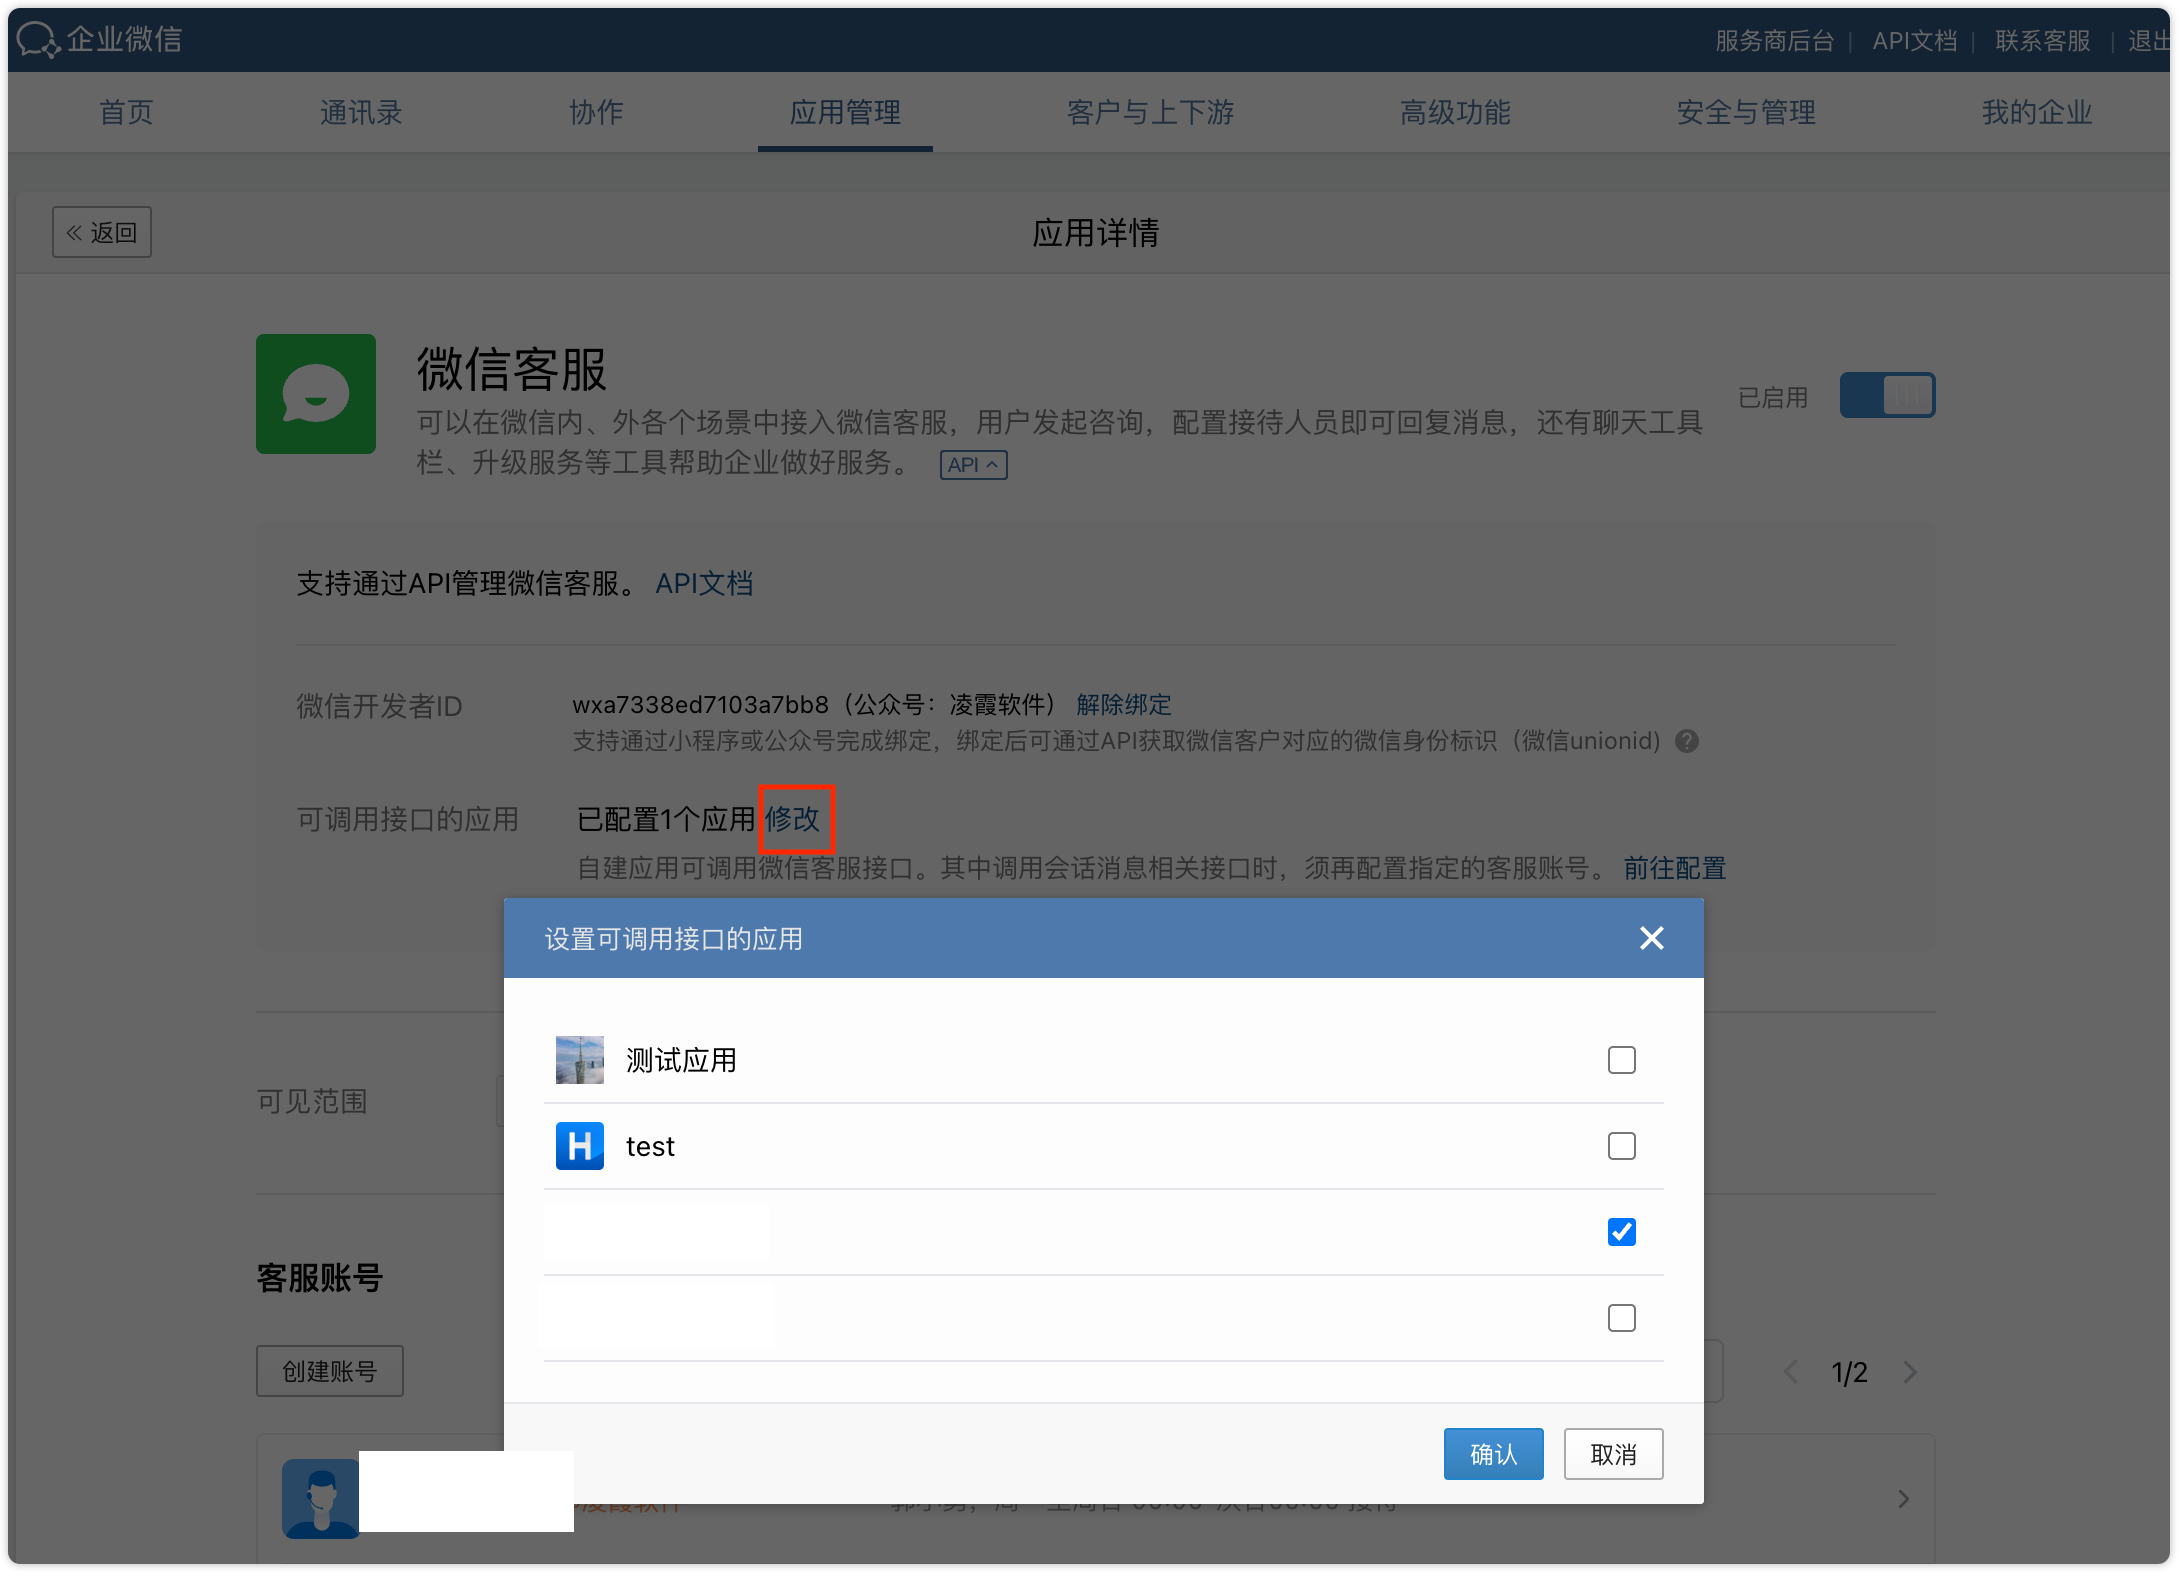 企业微信
服务商后台 | API文档 | 联系客服 | 退出
首页
通讯录
协作
应用管理
客户与上下游
高级功能
安全与管理
我的企业
« 返回
应用详情
微信客服
可以在微信内、外各个场景中接入微信客服，用户发起咨询，配置接待人员即可回复消息，还有聊天工具
栏、升级服务等工具帮助企业做好服务。 API
已启用
支持通过API管理微信客服。 API文档
微信开发者ID
wxa7338ed7103a7bb8（公众号：凌霞软件） 解除绑定
支持通过小程序或公众号完成绑定，绑定后可通过API获取微信客户对应的微信身份标识（微信unionid）
可调用接口的应用
已配置1个应用 修改
自建应用可调用微信客服接口。其中调用会话消息相关接口时，须再配置指定的客服账号。 前往配置
设置可调用接口的应用
测试应用
test
确认
取消
可见范围
客服账号
创建账号
1/2